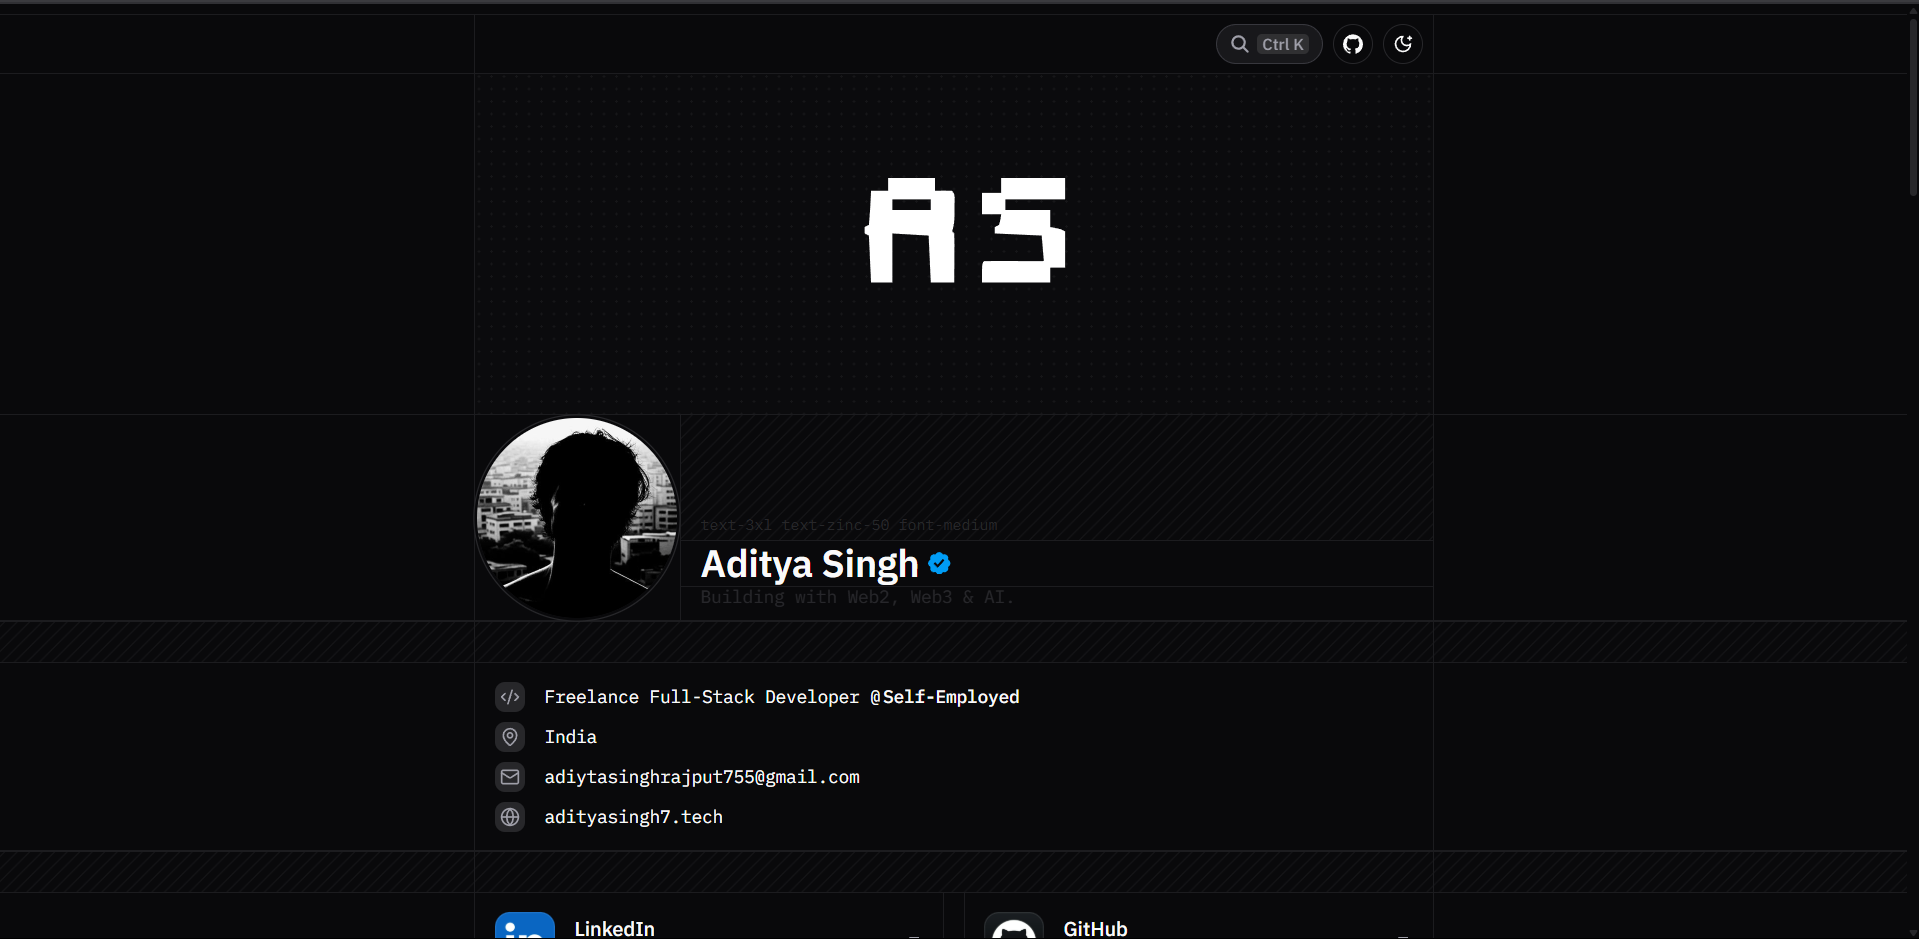 Ctrl K
AS
text-3xl text-zinc-50 font-medium
Aditya Singh
Building with Web2, Web3 & AI.
Freelance Full-Stack Developer @Self-Employed
India
adiytasinghrajput755@gmail.com
adityasingh7.tech
in
LinkedIn
GitHub